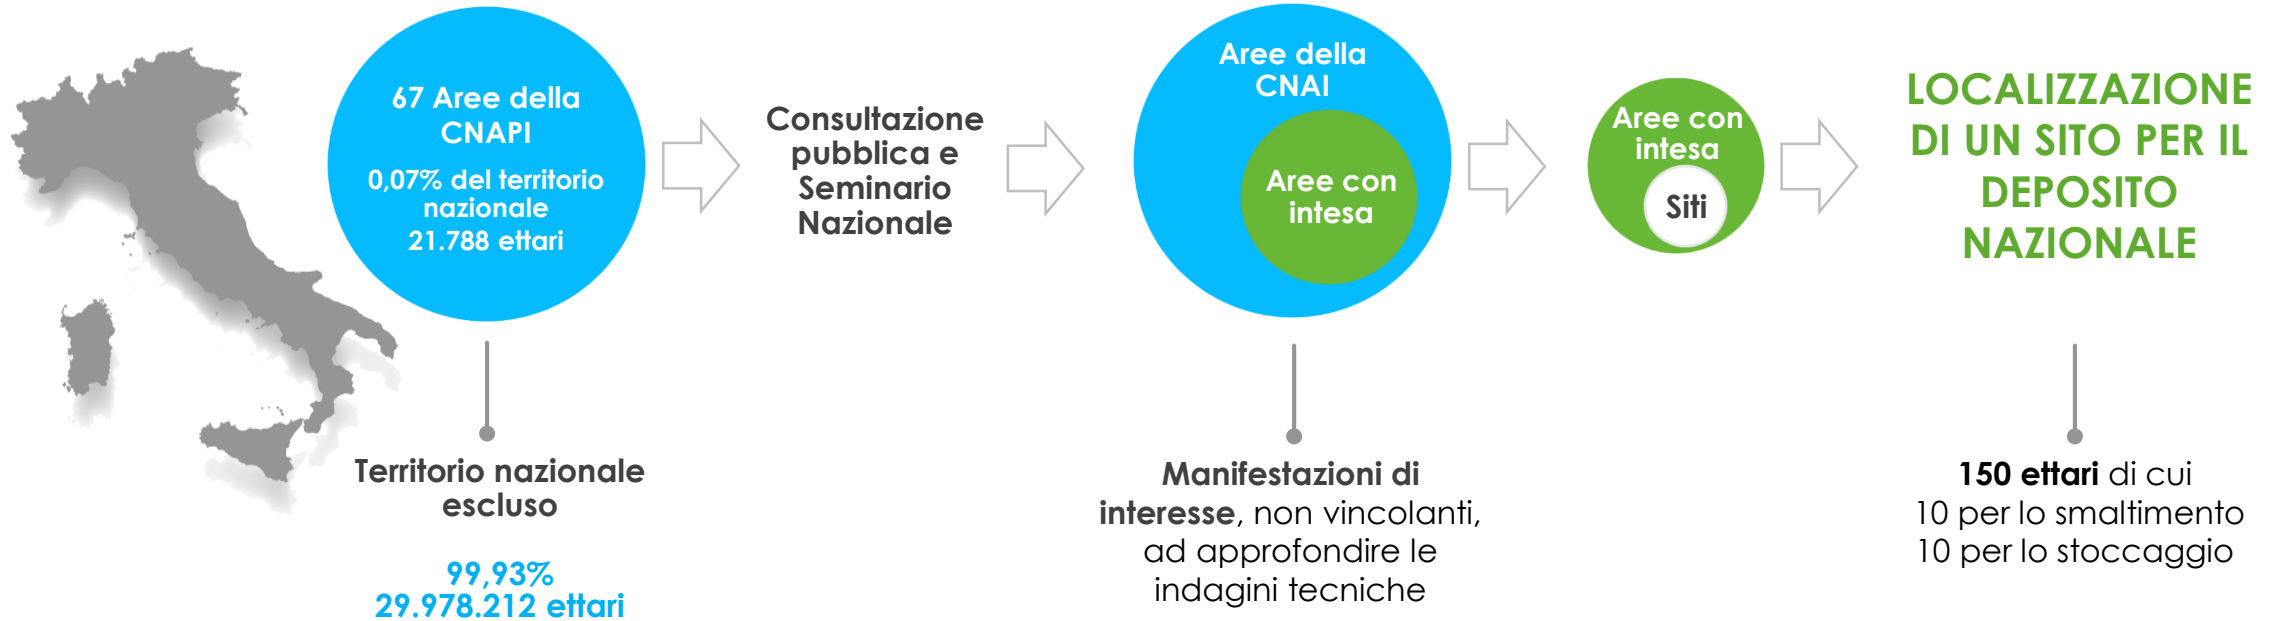 67 Aree della
CNAPI
0,07% del territorio
nazionale
21.788 ettari
Territorio nazionale
escluso
99,93%
29.978.212 ettari
Consultazione
pubblica e
Seminario
Nazionale
Aree della
CNAI
Aree con
intesa
Manifestazioni di
interesse, non vincolanti,
ad approfondire le
indagini tecniche
Aree con
intesa
Siti
LOCALIZZAZIONE
DI UN SITO PER IL
DEPOSITO
NAZIONALE
150 ettari di cui
10 per lo smaltimento
10 per lo stoccaggio